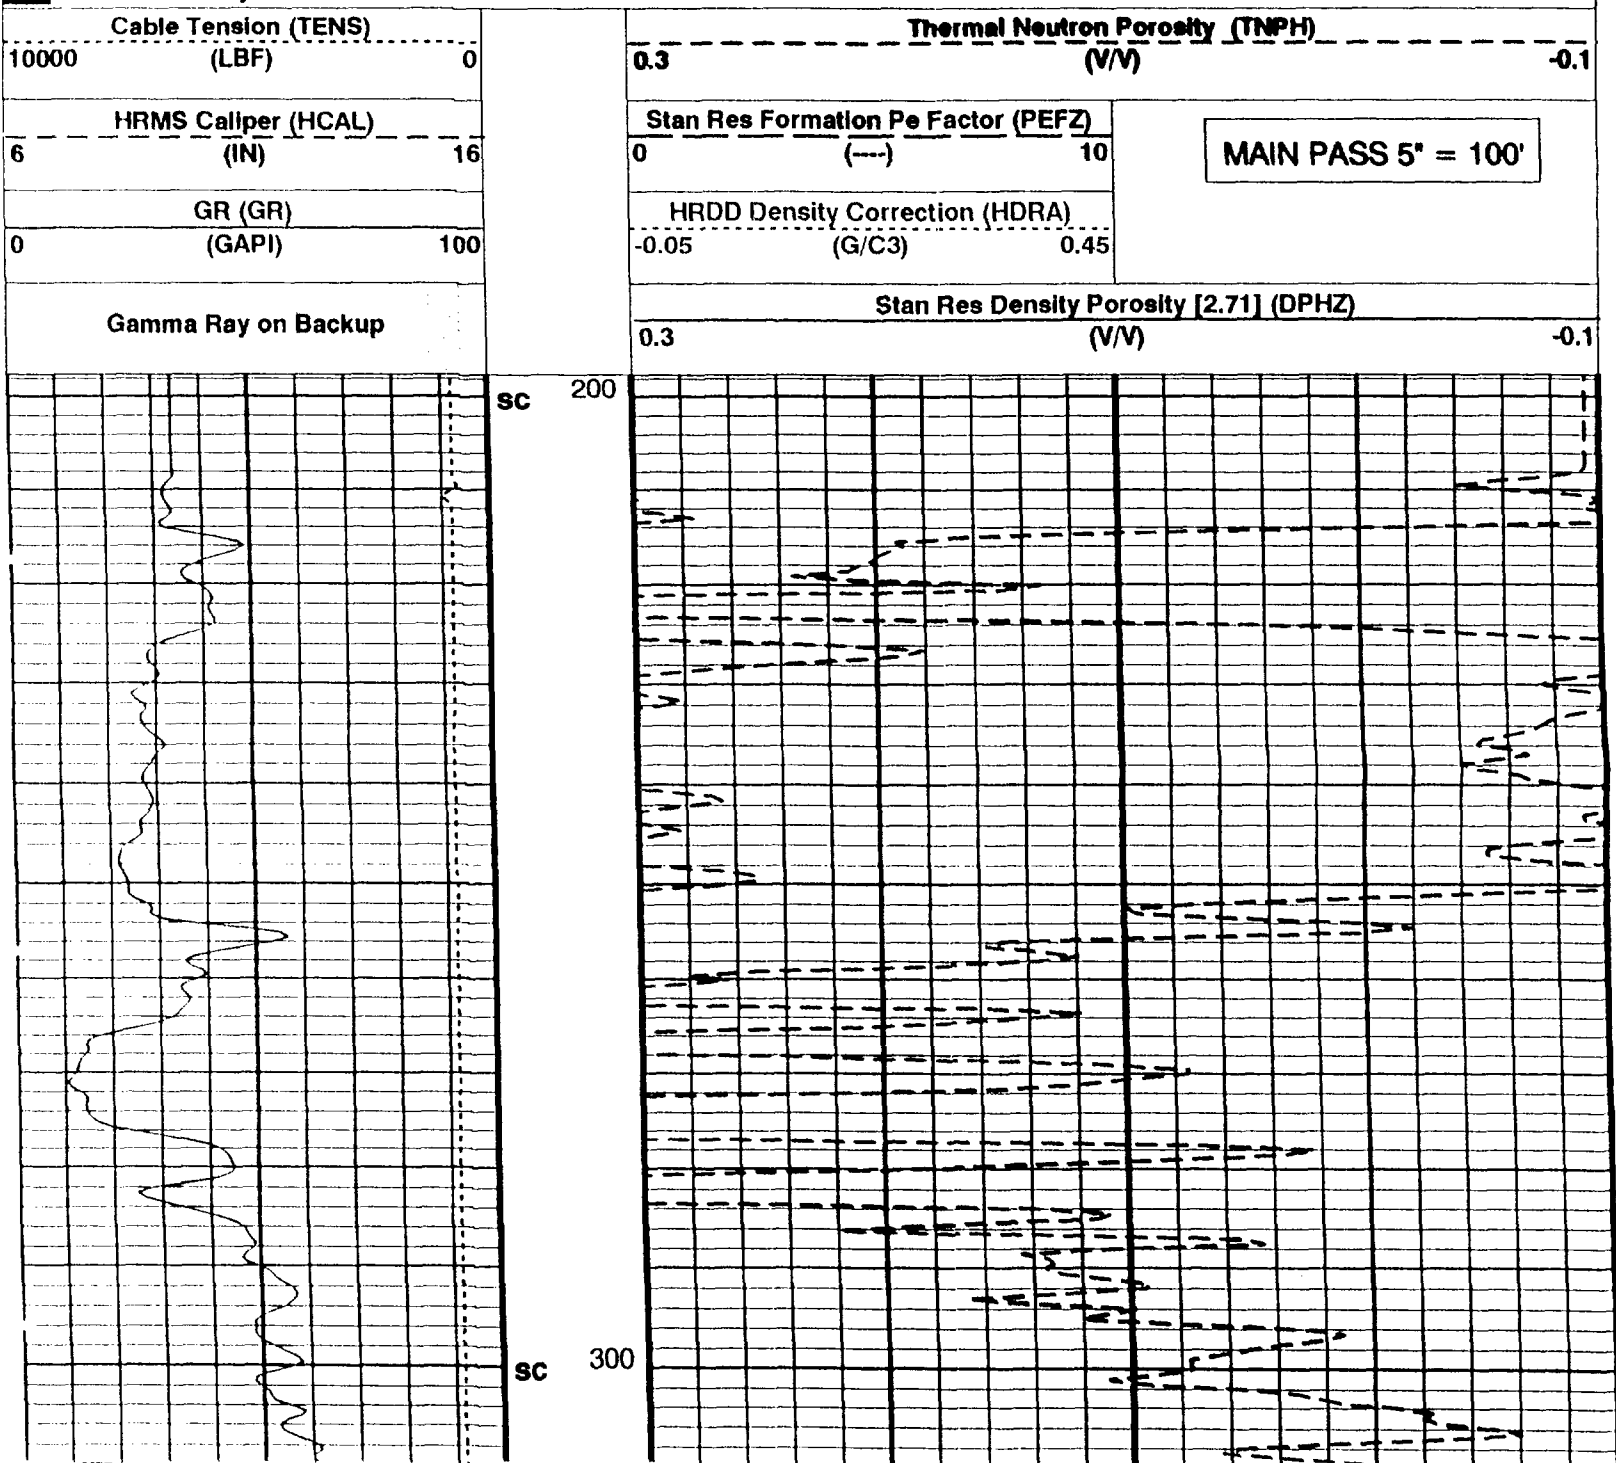 Cable Tension (TENS)
10000 (LBF) 0
HRMS Caliper (HCAL)
6 (IN) 16
GR (GR)
0 (GAPI) 100
Gamma Ray on Backup
Thermal Neutron Porosity (TNPH)
0.3 (V/V) -0.1
Stan Res Formation Pe Factor (PEFZ)
0 (----) 10
MAIN PASS 5" = 100'
HRDD Density Correction (HDRA)
-0.05 (G/C3) 0.45
Stan Res Density Porosity [2.71] (DPHZ)
0.3 (V/V) -0.1
SC 200
SC 300